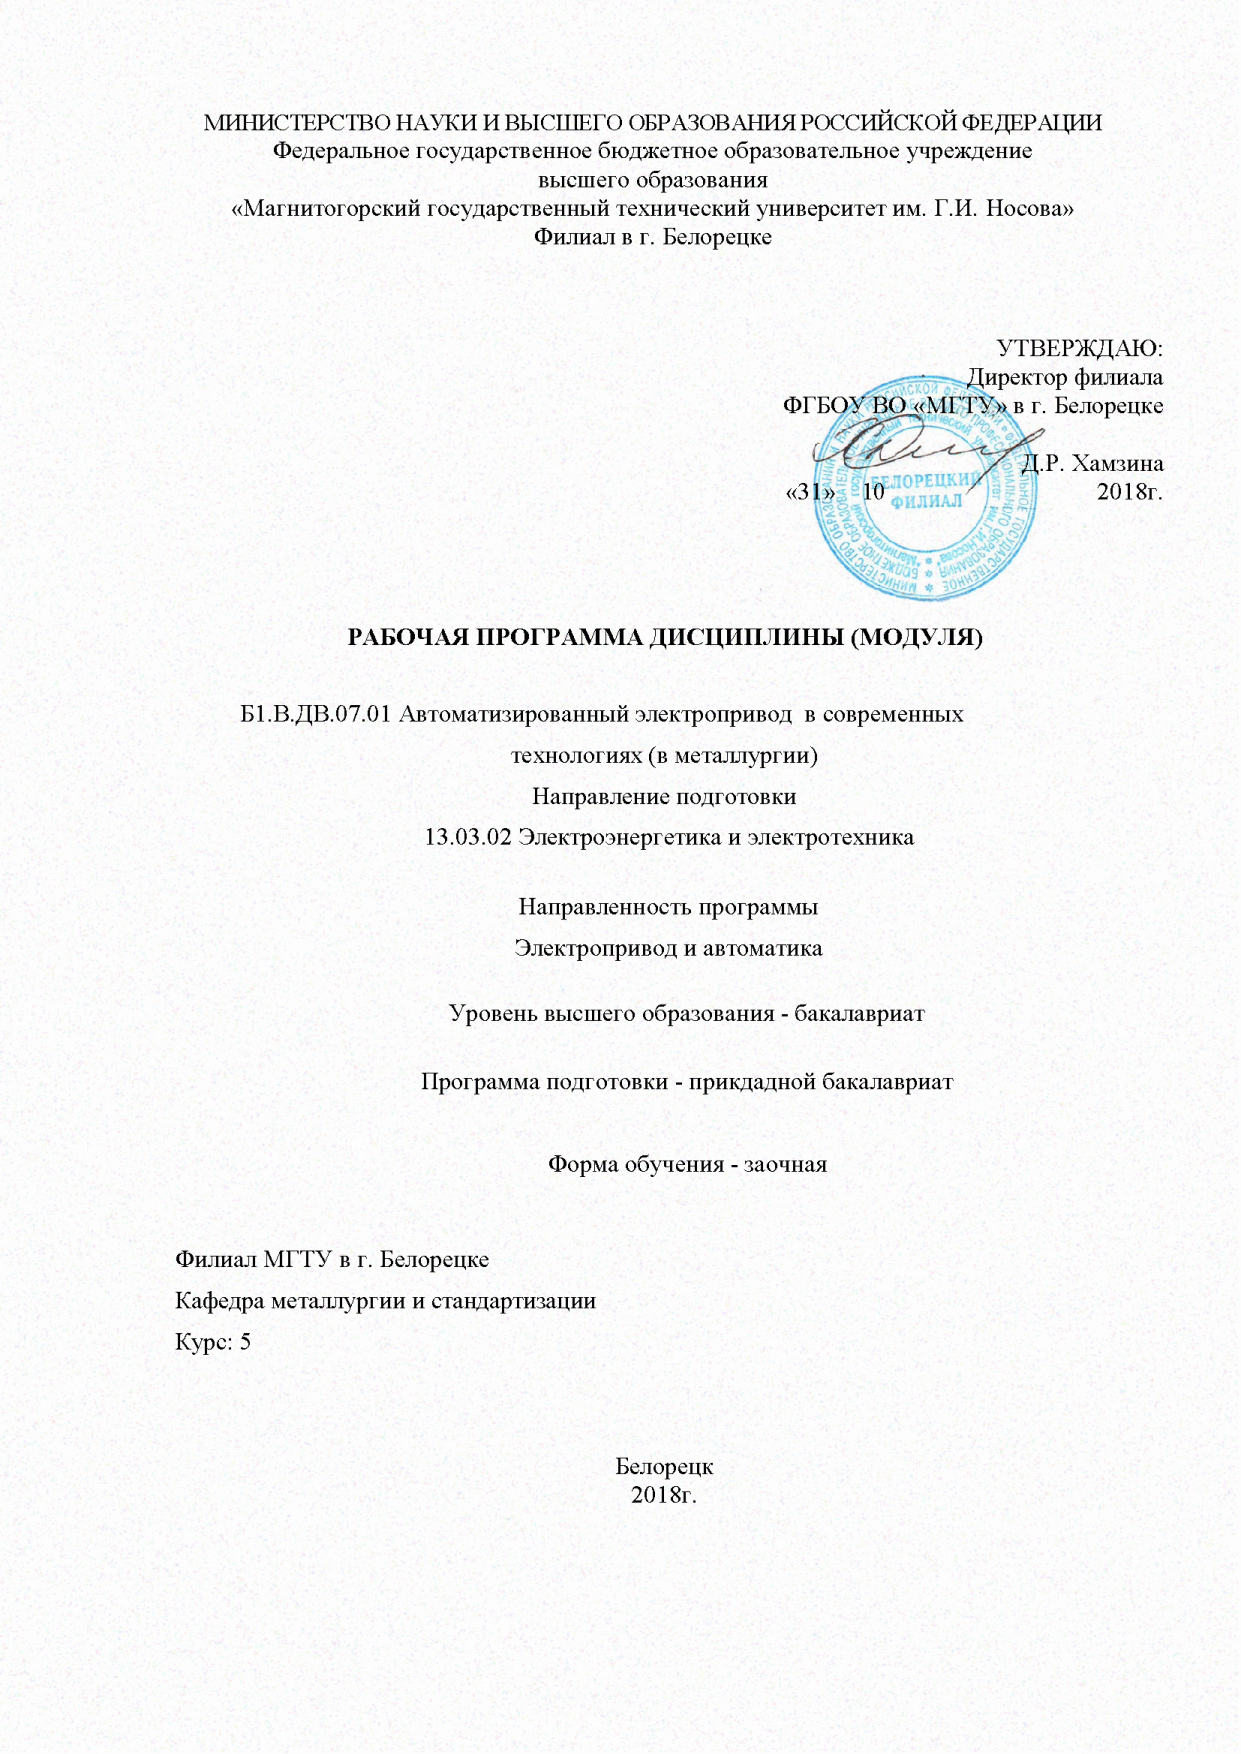 МИНИСТЕРСТВО НАУКИ И ВЫСШЕГО ОБРАЗОВАНИЯ РОССИЙСКОЙ ФЕДЕРАЦИИ
Федеральное государственное бюджетное образовательное учреждение
высшего образования
«Магнитогорский государственный технический университет им. Г.И. Носова»
Филиал в г. Белорецке
УТВЕРЖДАЮ:
Директор филиала
ФГБОУ ВО «МГТУ» в г. Белорецке
Д.Р. Хамзина
«31» 10 2018г.
БЕЛОРЕЦКИЙ
ФИЛИАЛ
РАБОЧАЯ ПРОГРАММА ДИСЦИПЛИНЫ (МОДУЛЯ)
Б1.В.ДВ.07.01 Автоматизированный электропривод в современных
технологиях (в металлургии)
Направление подготовки
13.03.02 Электроэнергетика и электротехника
Направленность программы
Электропривод и автоматика
Уровень высшего образования - бакалавриат
Программа подготовки - прикдадной бакалавриат
Форма обучения - заочная
Филиал МГТУ в г. Белорецке
Кафедра металлургии и стандартизации
Курс: 5
Белорецк
2018г.